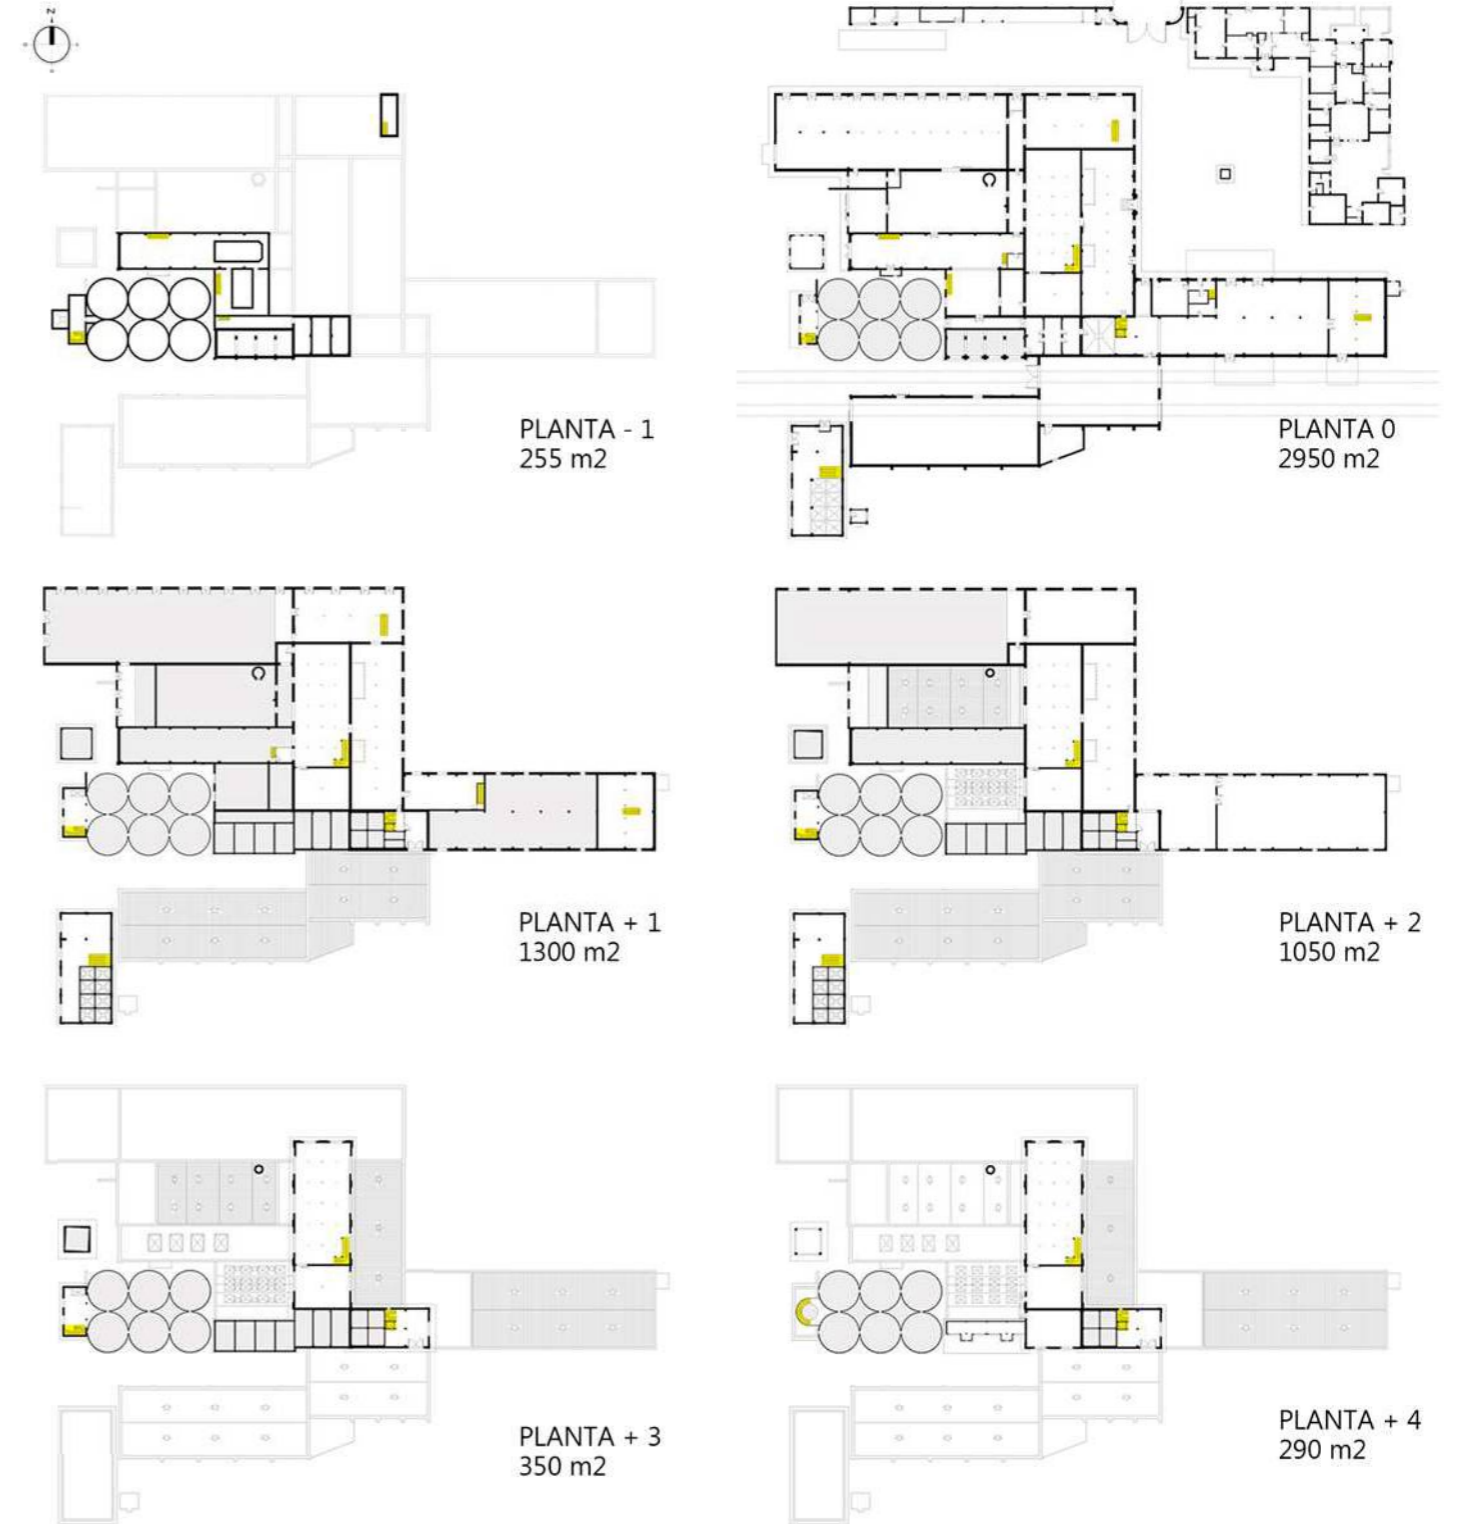 N
PLANTA - 1
255 m2
PLANTA 0
2950 m2
PLANTA + 1
1300 m2
PLANTA + 2
1050 m2
PLANTA + 3
350 m2
PLANTA + 4
290 m2